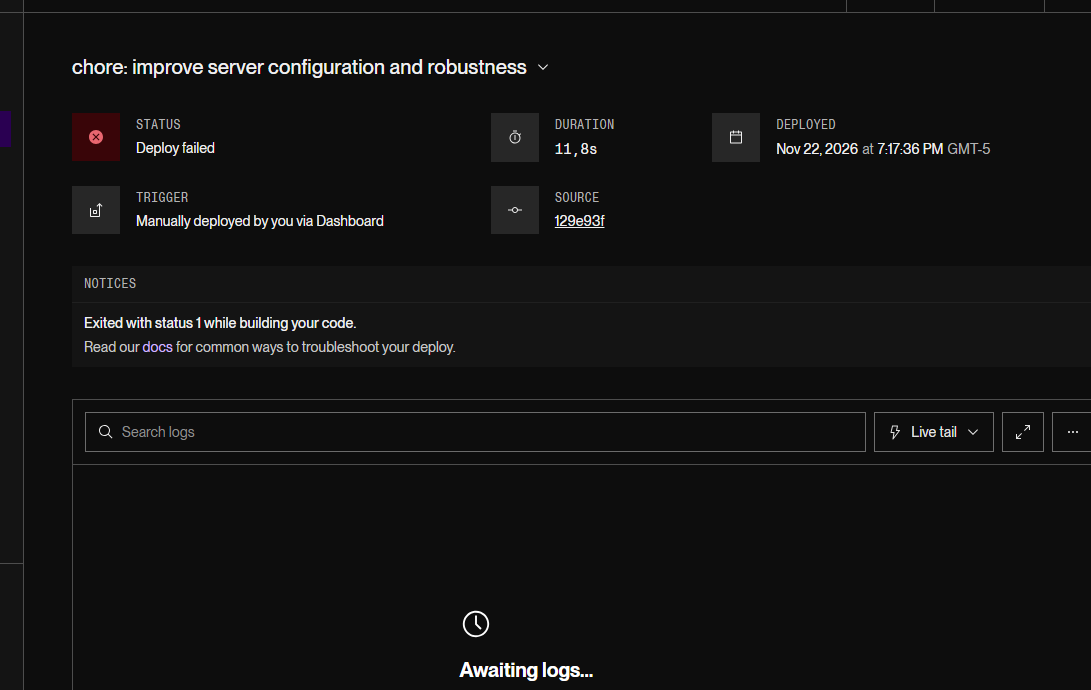 chore: improve server configuration and robustness
STATUS
Deploy failed
DURATION
11,8s
DEPLOYED
Nov 22, 2026 at 7:17:36 PM GMT-5
TRIGGER
Manually deployed by you via Dashboard
SOURCE
129e93f
NOTICES
Exited with status 1 while building your code.
Read our docs for common ways to troubleshoot your deploy.
Search logs
Live tail
Awaiting logs...